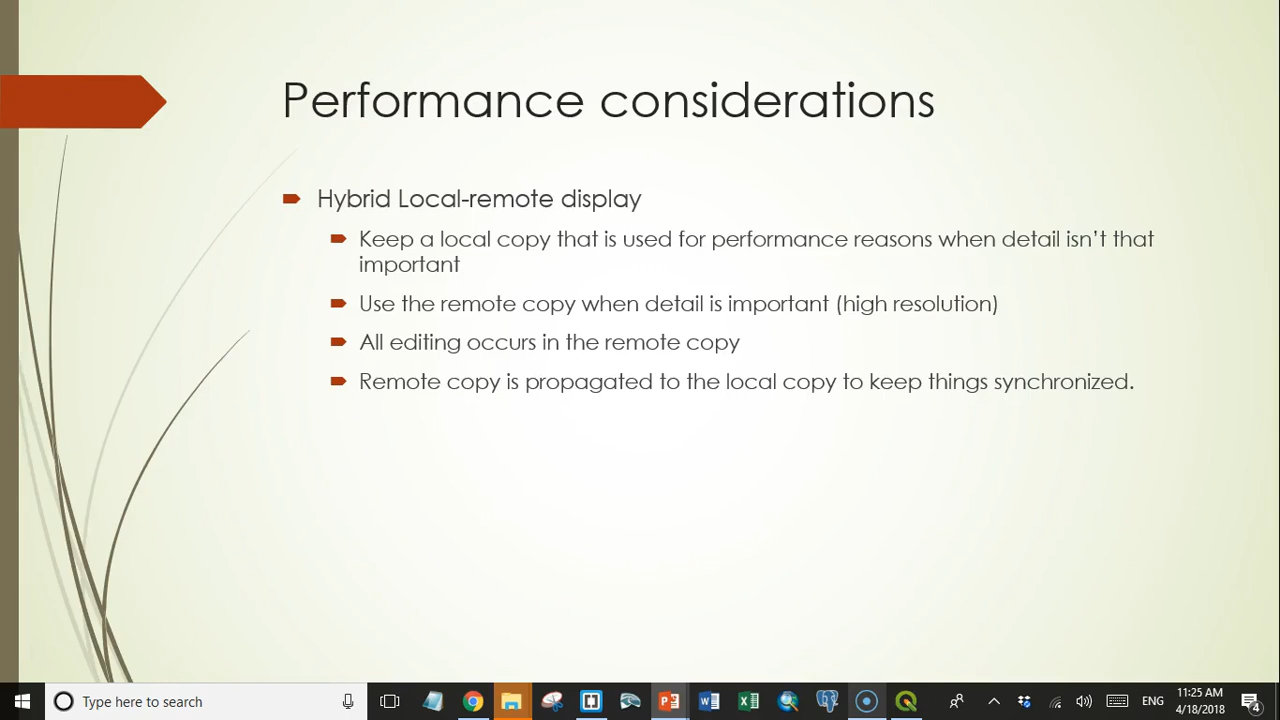 Performance considerations
Hybrid Local-remote display
Keep a local copy that is used for performance reasons when detail isn’t that
important
Use the remote copy when detail is important (high resolution)
All editing occurs in the remote copy
Remote copy is propagated to the local copy to keep things synchronized.
Type here to search
ENG
11:25 AM
4/18/2018
4